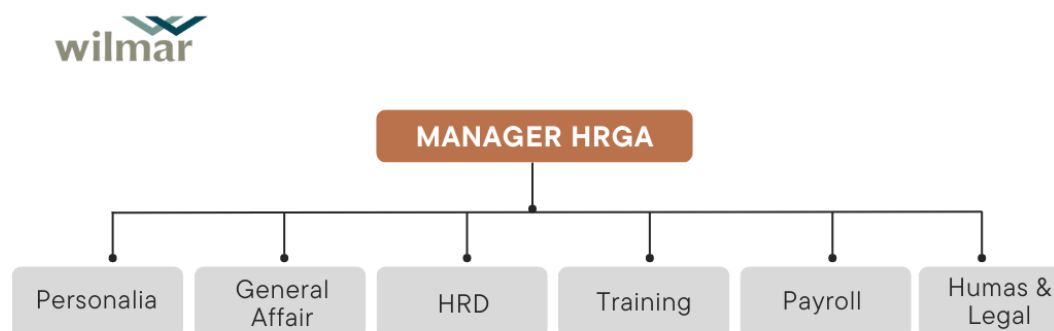 wilmar
MANAGER HRGA
Personalia
General
Affair
HRD
Training
Payroll
Humas &
Legal